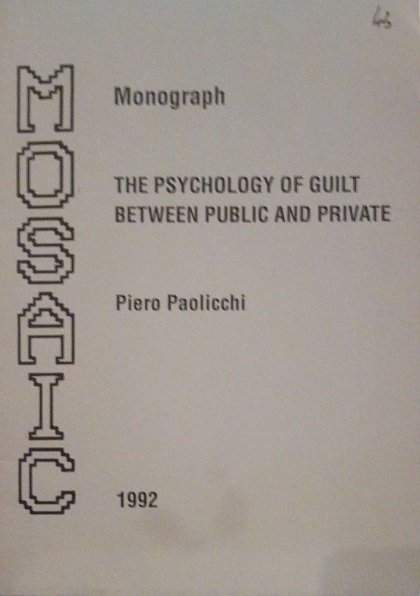 MOSAIC
Monograph
THE PSYCHOLOGY OF GUILT
BETWEEN PUBLIC AND PRIVATE
Piero Paolicchi
1992